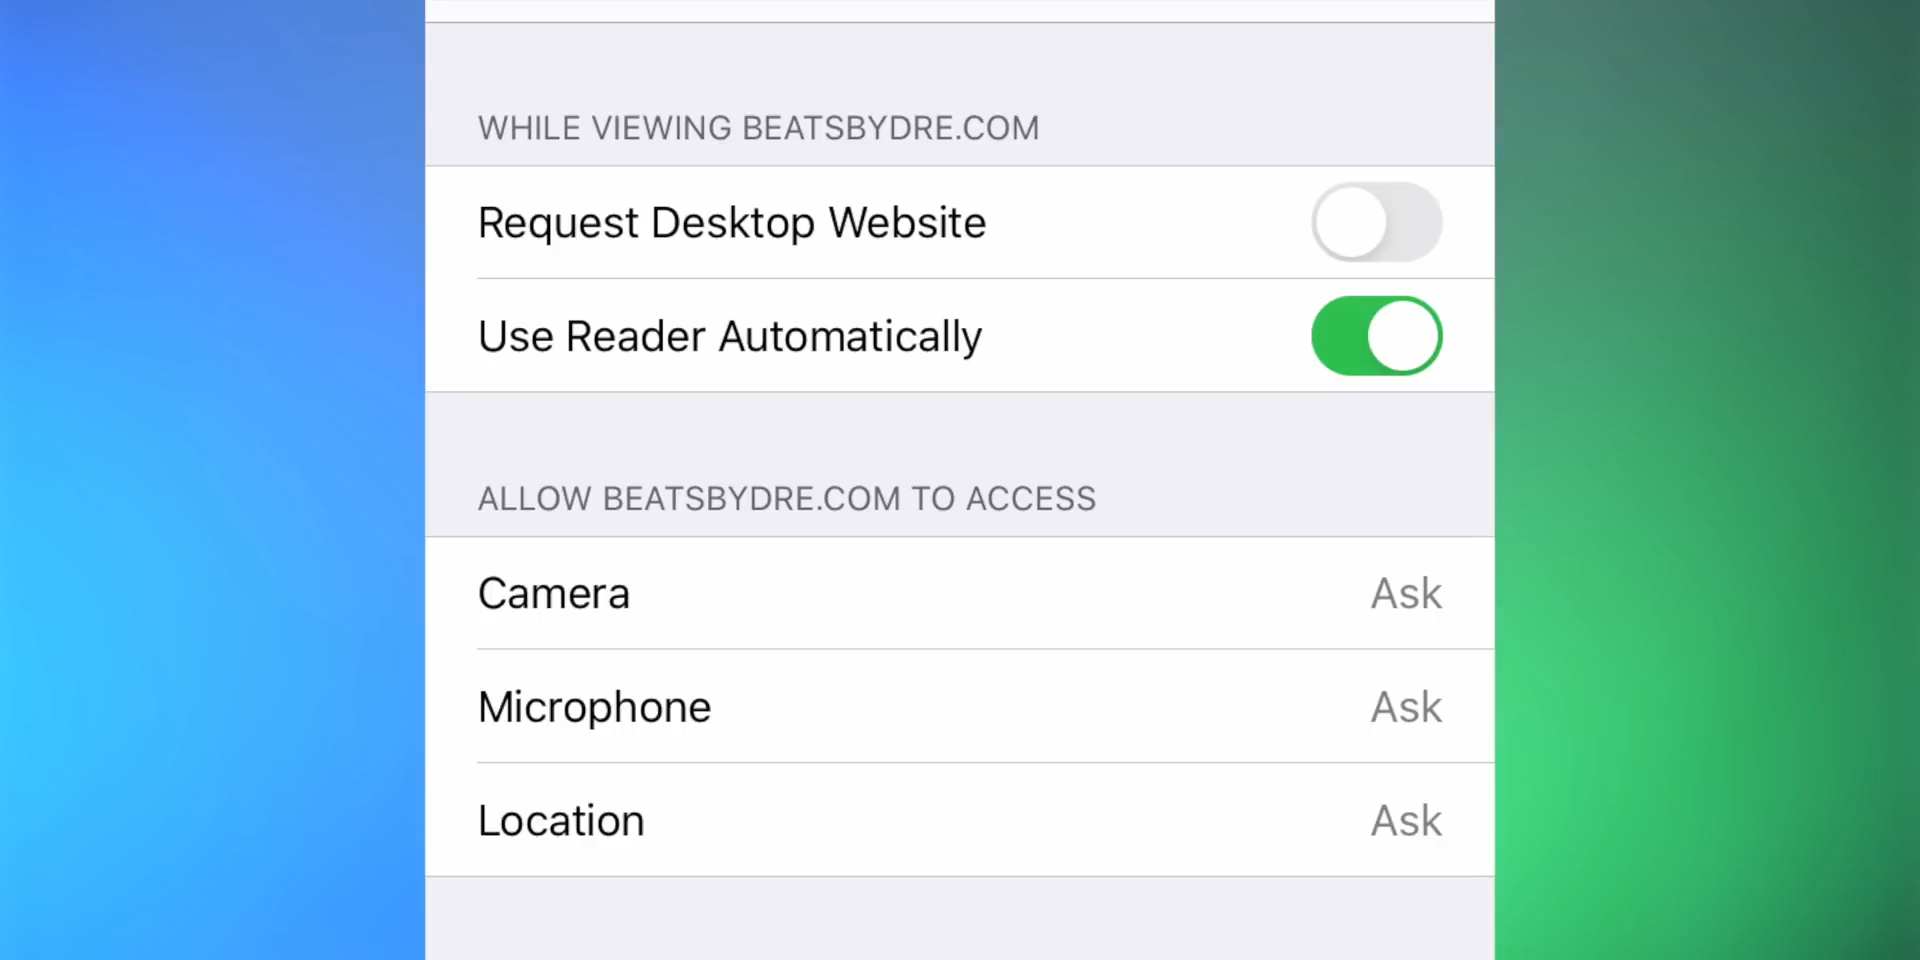 WHILE VIEWING BEATSBYDRE.COM
Request Desktop Website
Use Reader Automatically
ALLOW BEATSBYDRE.COM TO ACCESS
Camera Ask
Microphone Ask
Location Ask